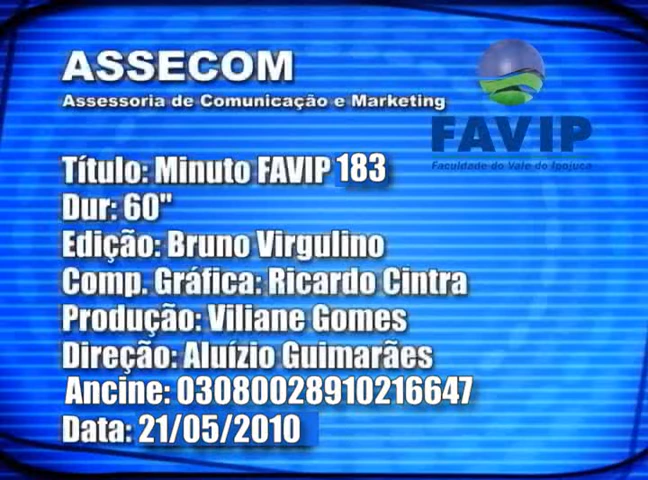 ASSECOM
Assessoria de Comunicação e Marketing
FAVIP
Faculdade do Vale do Ipojuca
Título: Minuto FAVIP 183
Dur: 60"
Edição: Bruno Virgulino
Comp. Gráfica: Ricardo Cintra
Produção: Viliane Gomes
Direção: Aluízio Guimarães
Ancine: 03080028910216647
Data: 21/05/2010